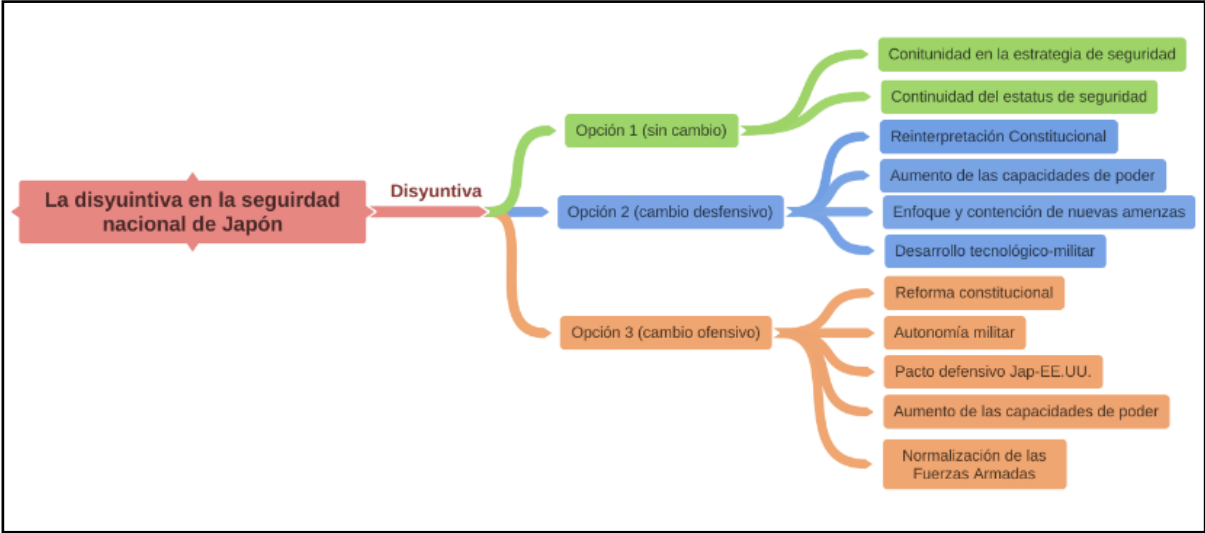 La disyuintiva en la seguirdad
nacional de Japón
Disyuntiva
Opción 1 (sin cambio)
Conitunidad en la estrategia de seguridad
Continuidad del estatus de seguridad
Opción 2 (cambio desfensivo)
Reinterpretación Constitucional
Aumento de las capacidades de poder
Enfoque y contención de nuevas amenzas
Desarrollo tecnológico-militar
Opción 3 (cambio ofensivo)
Reforma constitucional
Autonomía militar
Pacto defensivo Jap-EE.UU.
Aumento de las capacidades de poder
Normalización de las
Fuerzas Armadas